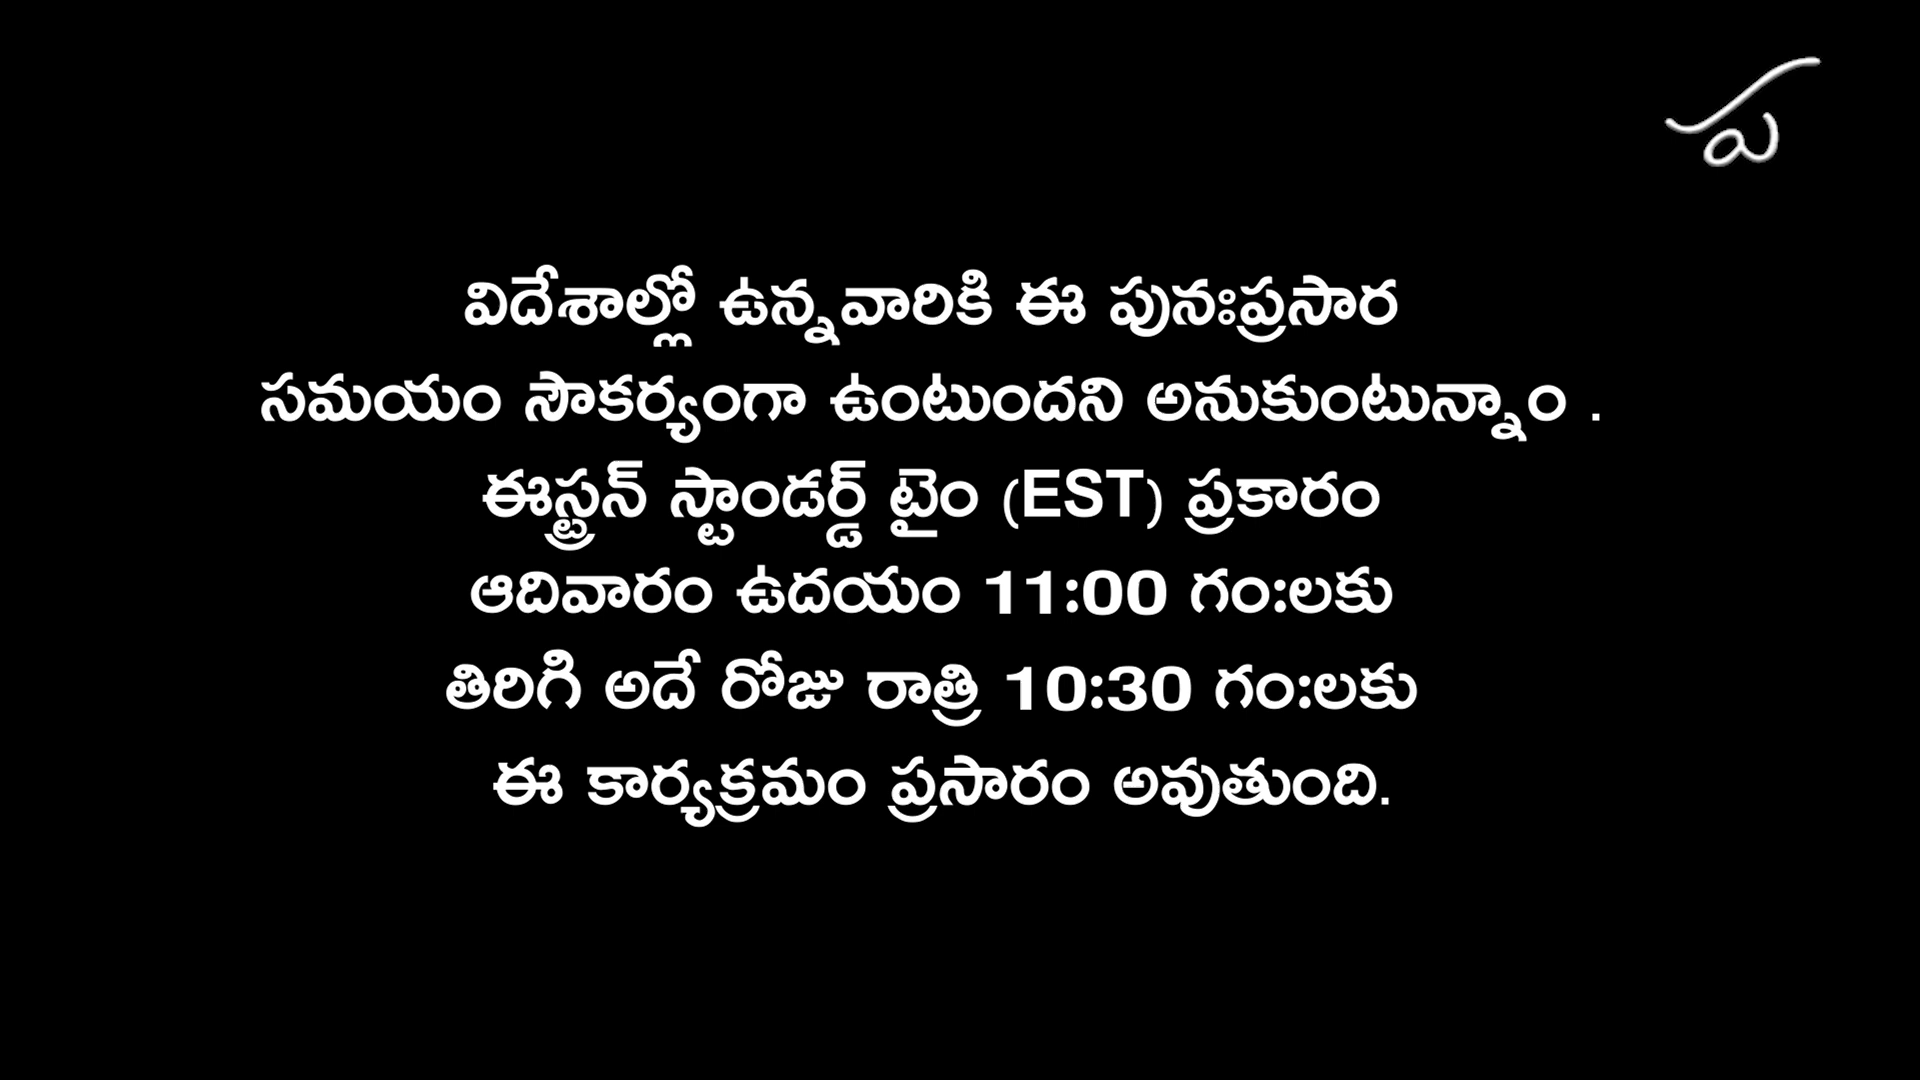 ప
విదేశాల్లో ఉన్నవారికి ఈ పునఃప్రసార
సమయం సౌకర్యంగా ఉంటుందని అనుకుంటున్నాం .
ఈస్ట్రన్ స్టాండర్డ్ టైం (EST) ప్రకారం
ఆదివారం ఉదయం 11:00 గం:లకు
తిరిగి అదే రోజు రాత్రి 10:30 గం:లకు
ఈ కార్యక్రమం ప్రసారం అవుతుంది.